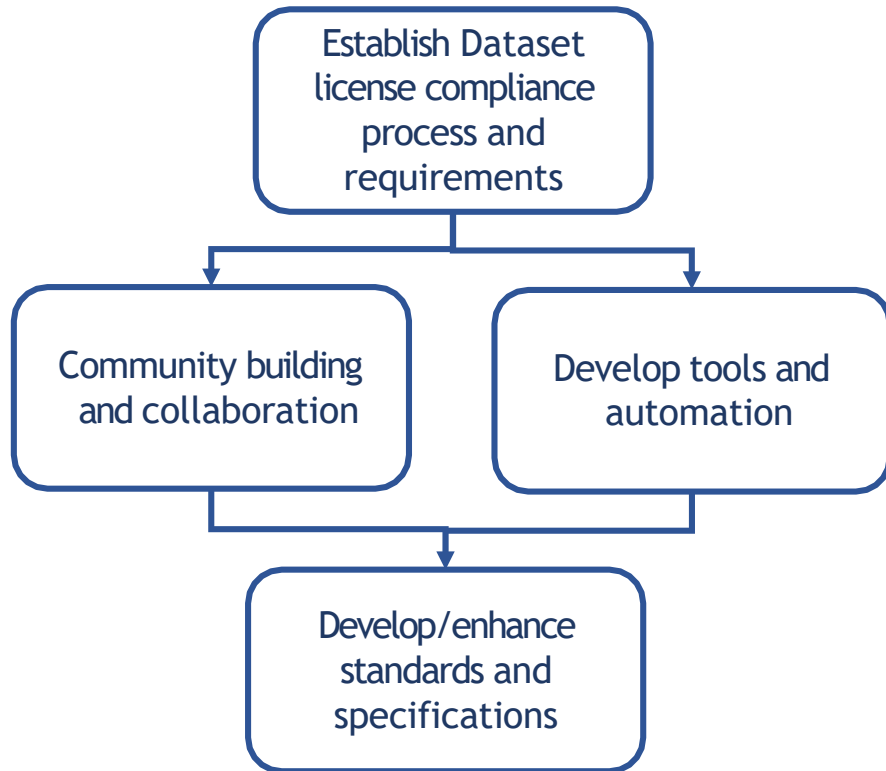 Establish Dataset
license compliance
process and
requirements
Community building
and collaboration
Develop tools and
automation
Develop/enhance
standards and
specifications